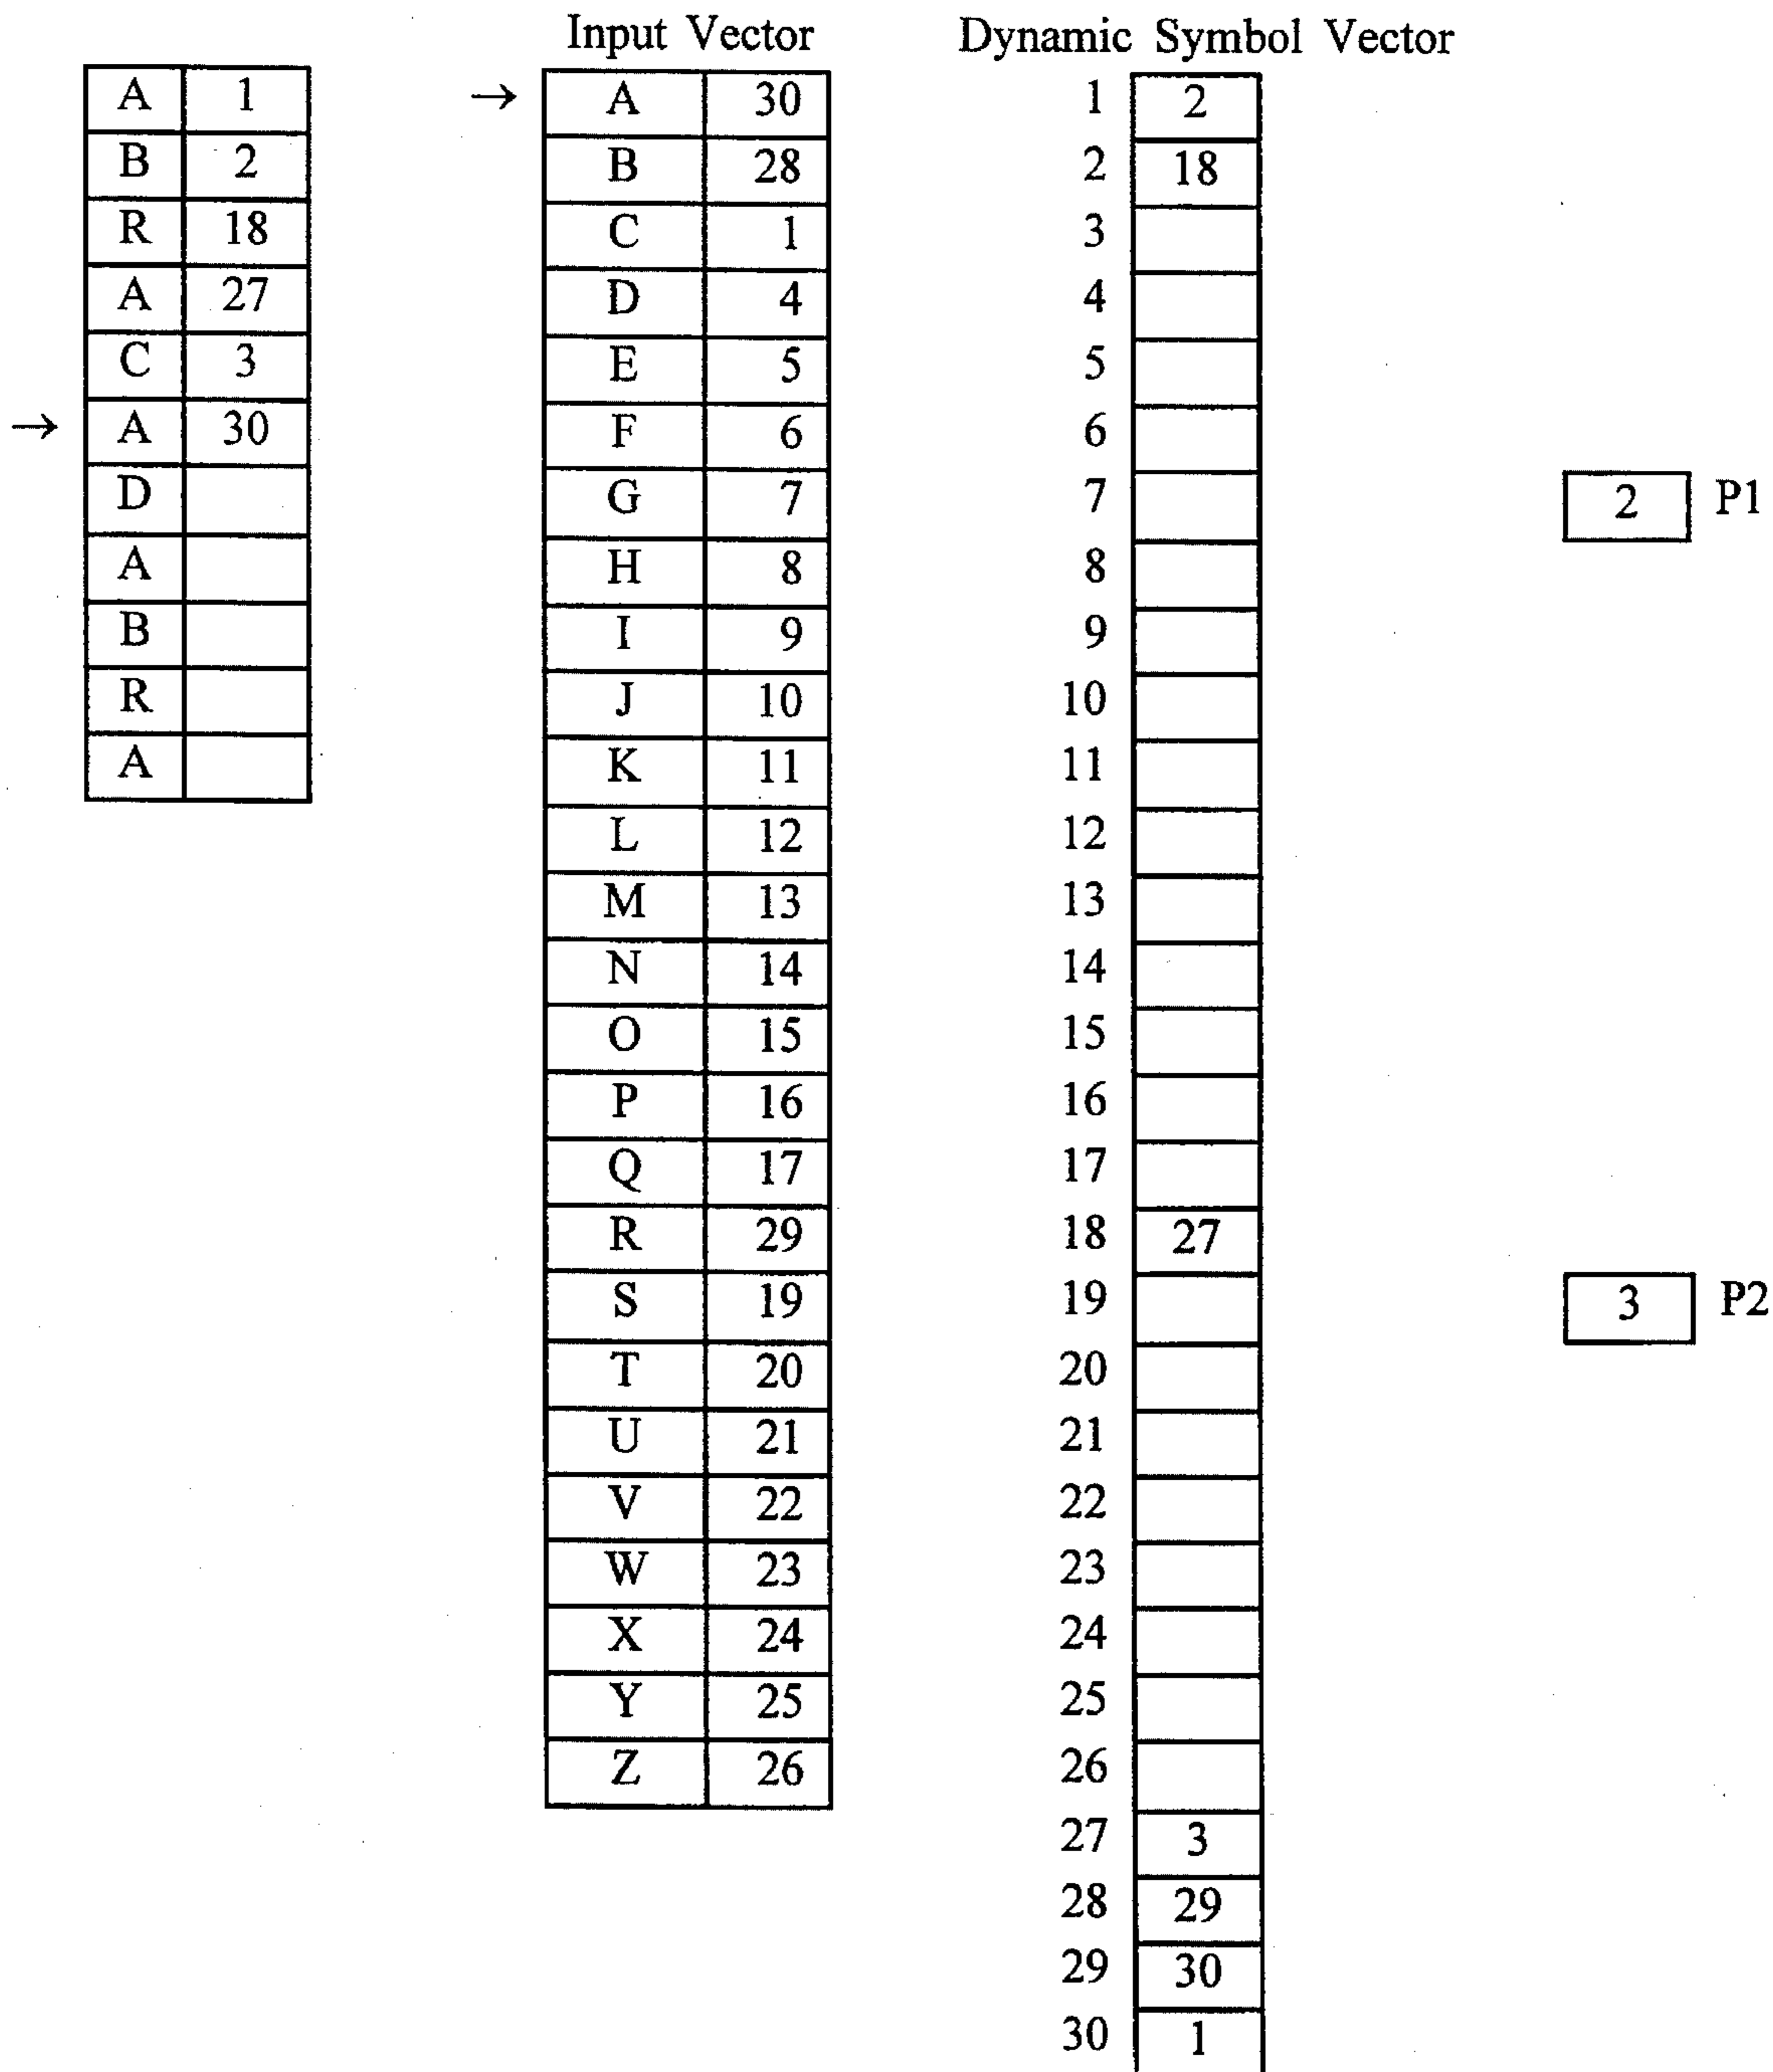 Input Vector
Dynamic Symbol Vector
A 1
B 2
R 18
A 27
C 3
→ A 30
D
A
B
R
A
→ A 30
B 28
C 1
D 4
E 5
F 6
G 7
H 8
I 9
J 10
K 11
L 12
M 13
N 14
O 15
P 16
Q 17
R 29
S 19
T 20
U 21
V 22
W 23
X 24
Y 25
Z 26
1 2
2 18
3
4
5
6
7
8
9
10
11
12
13
14
15
16
17
18 27
19
20
21
22
23
24
25
26
27 3
28 29
29 30
30 1
2 P1
3 P2